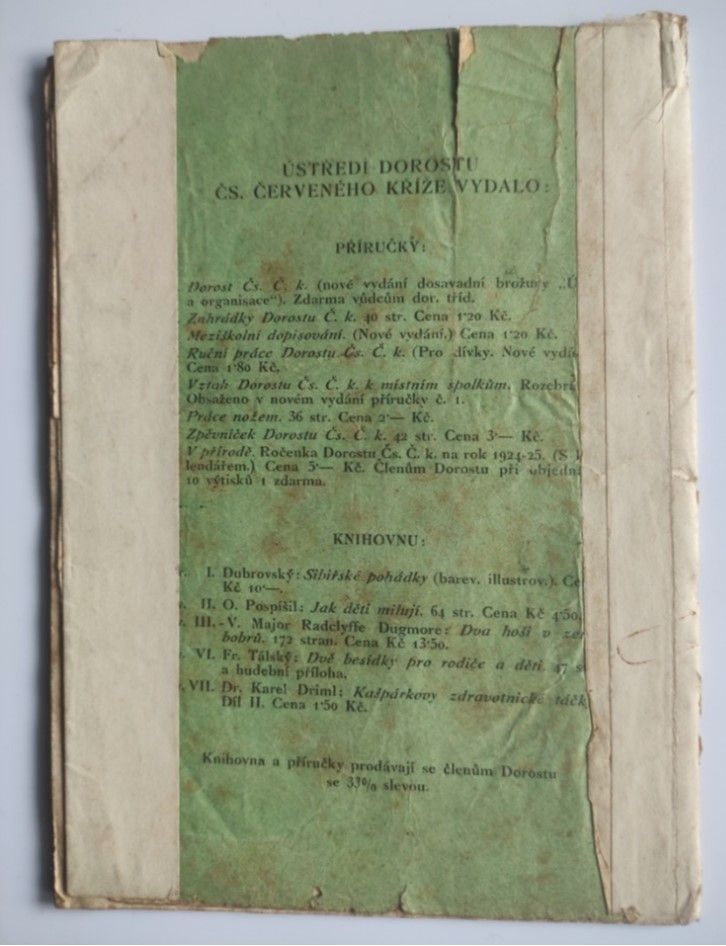 ÚSTŘEDÍ DOROSTU
ČS. ČERVENÉHO KŘÍŽE VYDALO:
PŘÍRUČKY:
Dorost Čs. Č. k. (nové vydání dosavadní brožury „Ú
a organisace“). Zdarma vůdcům dor. tříd.
Zahrádky Dorostu Č. k. 40 str. Cena 1·20 Kč.
Meziškolní dopisování. (Nové vydání.) Cena 1·20 Kč.
Ruční práce Dorostu Čs. Č. k. (Pro dívky. Nové vydá
Cena 1·80 Kč.
Vztah Dorostu Čs. Č. k. k místním spolkům. Rozebrá
Obsaženo v novém vydání příručky č. 1.
Práce nožem. 36 str. Cena 2·— Kč.
Zpěvníček Dorostu Čs. Č. k. 42 str. Cena 3·— Kč.
V přírodě. Ročenka Dorostu Čs. Č. k. na rok 1924-25. (S k
lendářem.) Cena 5·— Kč. Členům Dorostu při objedn
10 výtisků 1 zdarma.
KNIHOVNU:
I. Dubrovský: Sibiřské pohádky (barev. illustrov.). Ce
Kč 10·—.
II. O. Pospíšil: Jak děti milují. 64 str. Cena Kč 4·50.
III.-V. Major Radclyffe Dugmore: Dva hoši v ze
bobrů. 172 stran. Cena Kč 13·50.
VI. Fr. Tálský: Dvě besídky pro rodiče a děti. 47 s
a hudební příloha.
VII. Dr. Karel Driml: Kašpárkovy zdravotnické táčk
Díl II. Cena 1·50 Kč.
Knihovna a příručky prodávají se členům Dorostu
se 33% slevou.